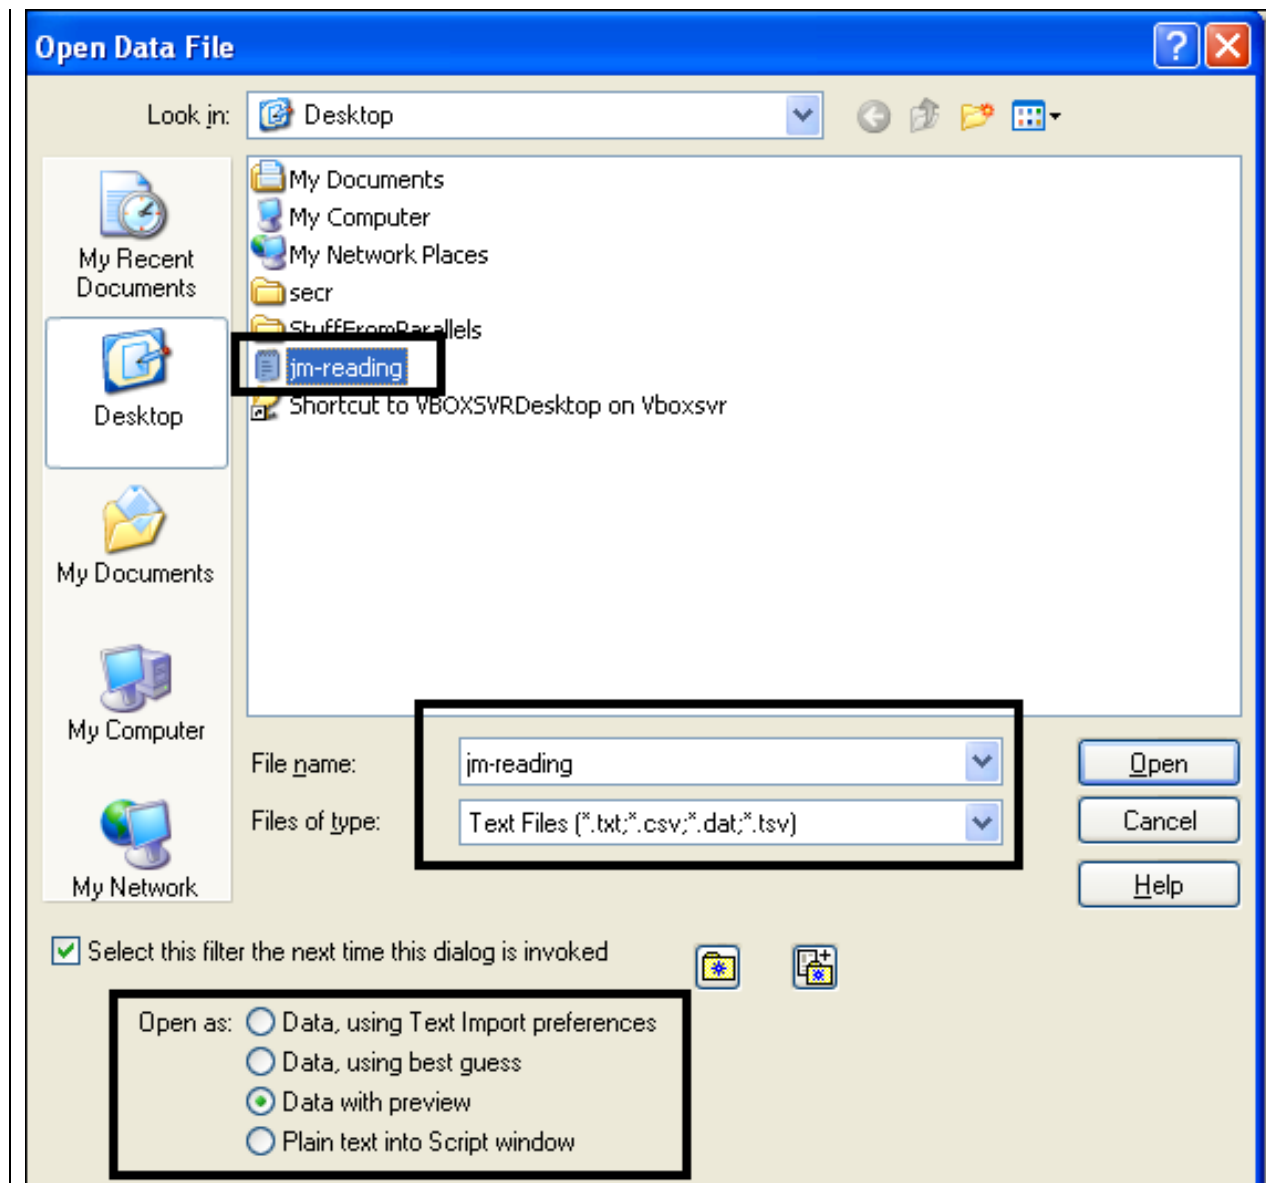 Open Data File
Look in: Desktop
My Recent
Documents
Desktop
My Documents
My Computer
My Network
My Documents
My Computer
My Network Places
secr
StuffFromParallels
jm-reading
Shortcut to VBOXSVRDesktop on Vboxsvr
File name: jm-reading Open
Files of type: Text Files (*.txt;*.csv;*.dat;*.tsv) Cancel
Help
Select this filter the next time this dialog is invoked
Open as: Data, using Text Import preferences
Data, using best guess
Data with preview
Plain text into Script window